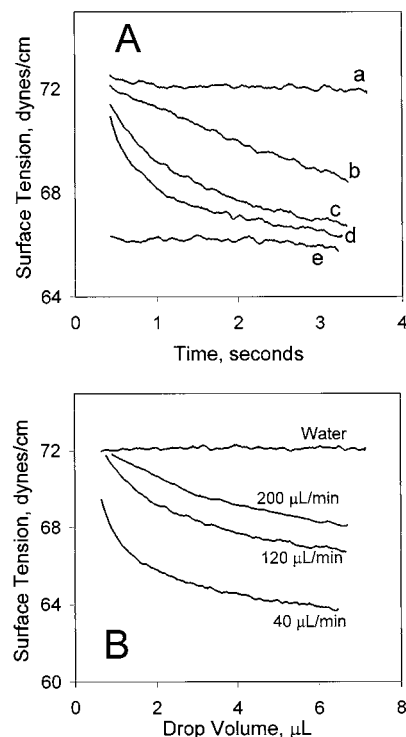 A
Surface Tension, dynes/cm
72
68
64
a
b
c
d
e
0 1 2 3 4
Time, seconds
B
Surface Tension, dynes/cm
76
72
68
64
60
Water
200 µL/min
120 µL/min
40 µL/min
0 2 4 6 8
Drop Volume, µL